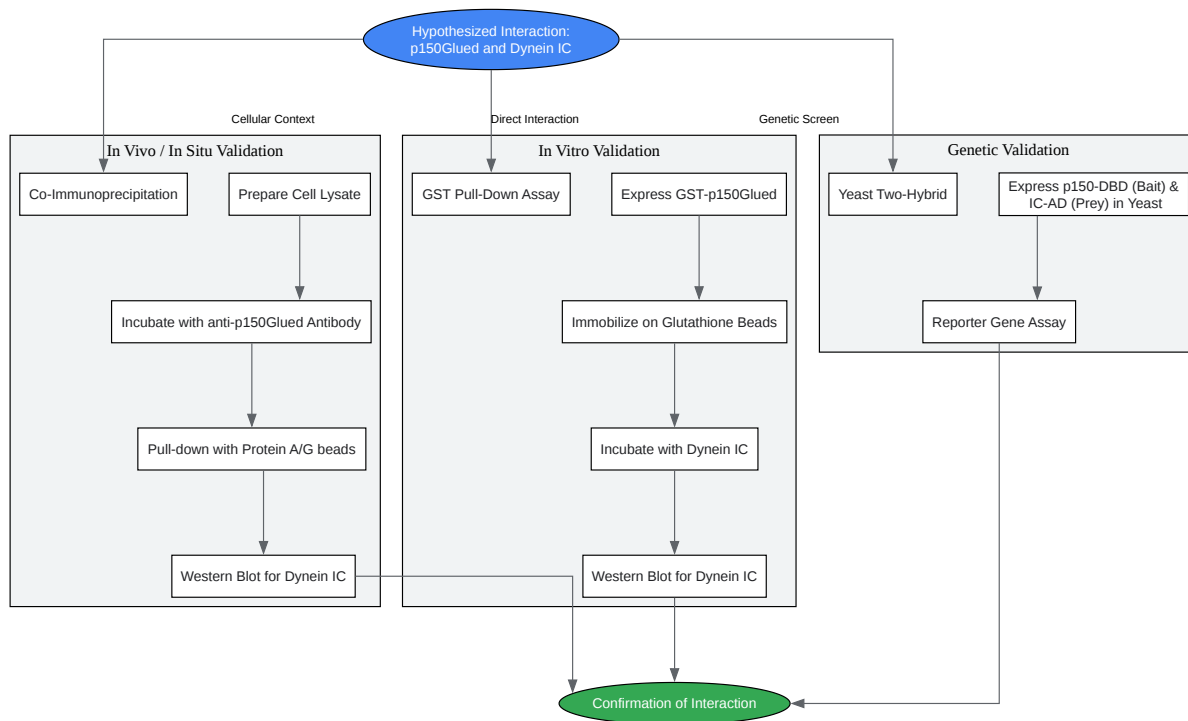 Hypothesized Interaction:
p150Glued and Dynein IC
Cellular Context
Direct Interaction
Genetic Screen
In Vivo / In Situ Validation
Co-Immunoprecipitation
Prepare Cell Lysate
Incubate with anti-p150Glued Antibody
Pull-down with Protein A/G beads
Western Blot for Dynein IC
In Vitro Validation
GST Pull-Down Assay
Express GST-p150Glued
Immobilize on Glutathione Beads
Incubate with Dynein IC
Western Blot for Dynein IC
Genetic Validation
Yeast Two-Hybrid
Express p150-DBD (Bait) &
IC-AD (Prey) in Yeast
Reporter Gene Assay
Confirmation of Interaction